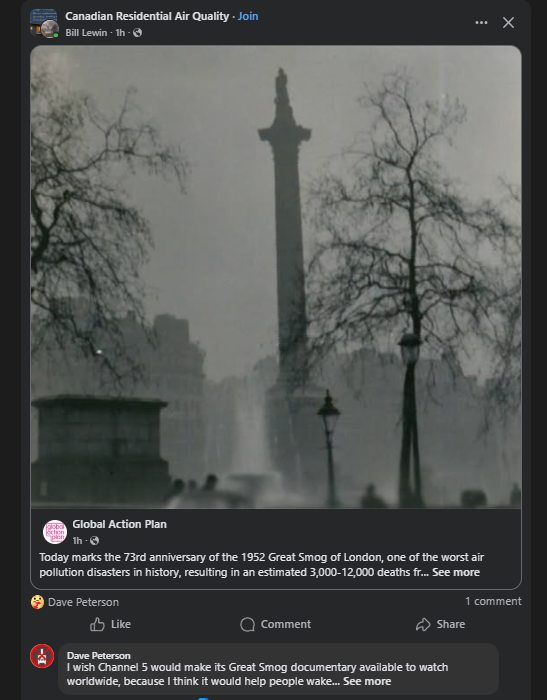 Canadian Residential Air Quality · Join
Bill Lewin · 1h ·
Global Action Plan
global
action
plan
1h ·
Today marks the 73rd anniversary of the 1952 Great Smog of London, one of the worst air
pollution disasters in history, resulting in an estimated 3,000-12,000 deaths fr... See more
Dave Peterson
1 comment
Like
Comment
Share
Dave Peterson
I wish Channel 5 would make its Great Smog documentary available to watch
worldwide, because I think it would help people wake... See more